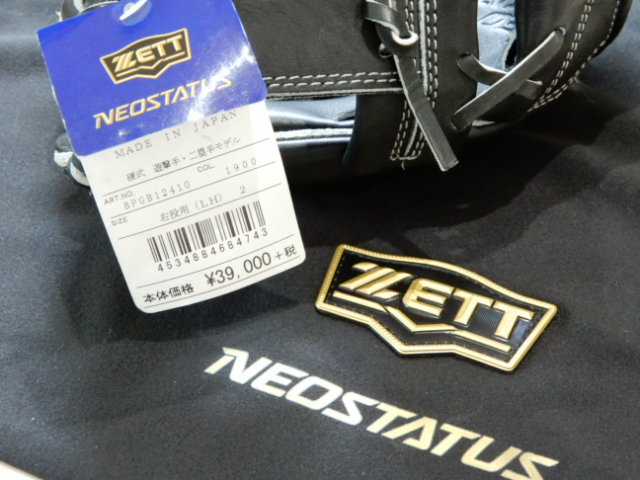 ZETT
NEOSTATUS
MADE IN JAPAN
硬式 遊撃手・二塁手モデル
ART.NO. BPGB12410 COL. 1900
SIZE 右投用(LH) 2
4534884684743
本体価格 ¥39,000+税
ZETT
NEOSTATUS